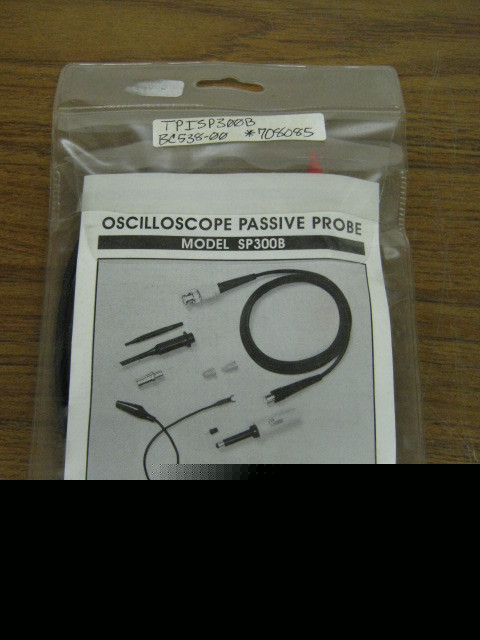 TPISP300B
BC538-00 *708085
OSCILLOSCOPE PASSIVE PROBE
MODEL SP300B